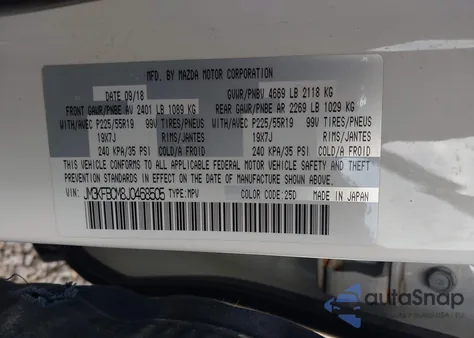 MFD. BY MAZDA MOTOR CORPORATION
DATE 09/18 GVWR/PNBV 4669 LB 2118 KG
FRONT GAWR/PNBE AV 2401 LB 1089 KG REAR GAWR/PNBE AR 2269 LB 1029 KG
WITH/AVEC P225/55R19 99V TIRES/PNEUS WITH/AVEC P225/55R19 99V TIRES/PNEUS
19X7J RIMS/JANTES 19X7J RIMS/JANTES
240 KPA/35 PSI COLD/A FROID 240 KPA/35 PSI COLD/A FROID
THIS VEHICLE CONFORMS TO ALL APPLICABLE FEDERAL MOTOR VEHICLE SAFETY AND THEFT
PREVENTION STANDARDS IN EFFECT ON THE DATE OF MANUFACTURE SHOWN ABOVE.
VIN: JM3KFBCM8J0468505 TYPE: MPV COLOR CODE: 25D MADE IN JAPAN
autoSnap